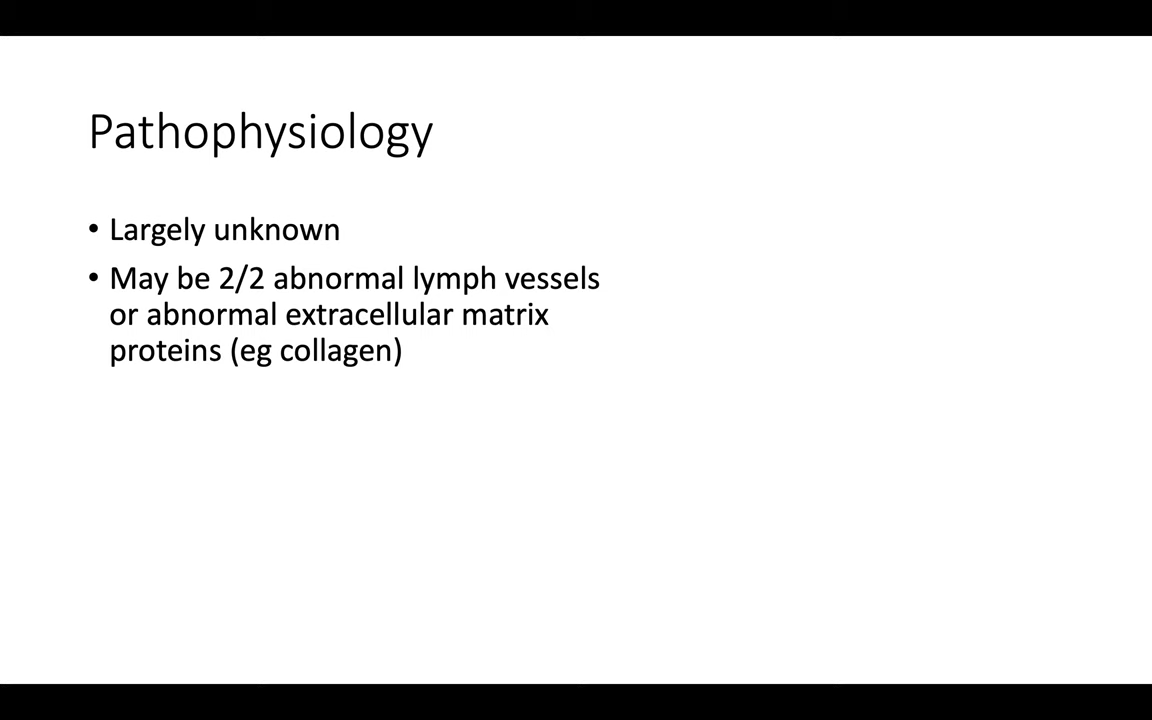 Pathophysiology
• Largely unknown
• May be 2/2 abnormal lymph vessels
or abnormal extracellular matrix
proteins (eg collagen)